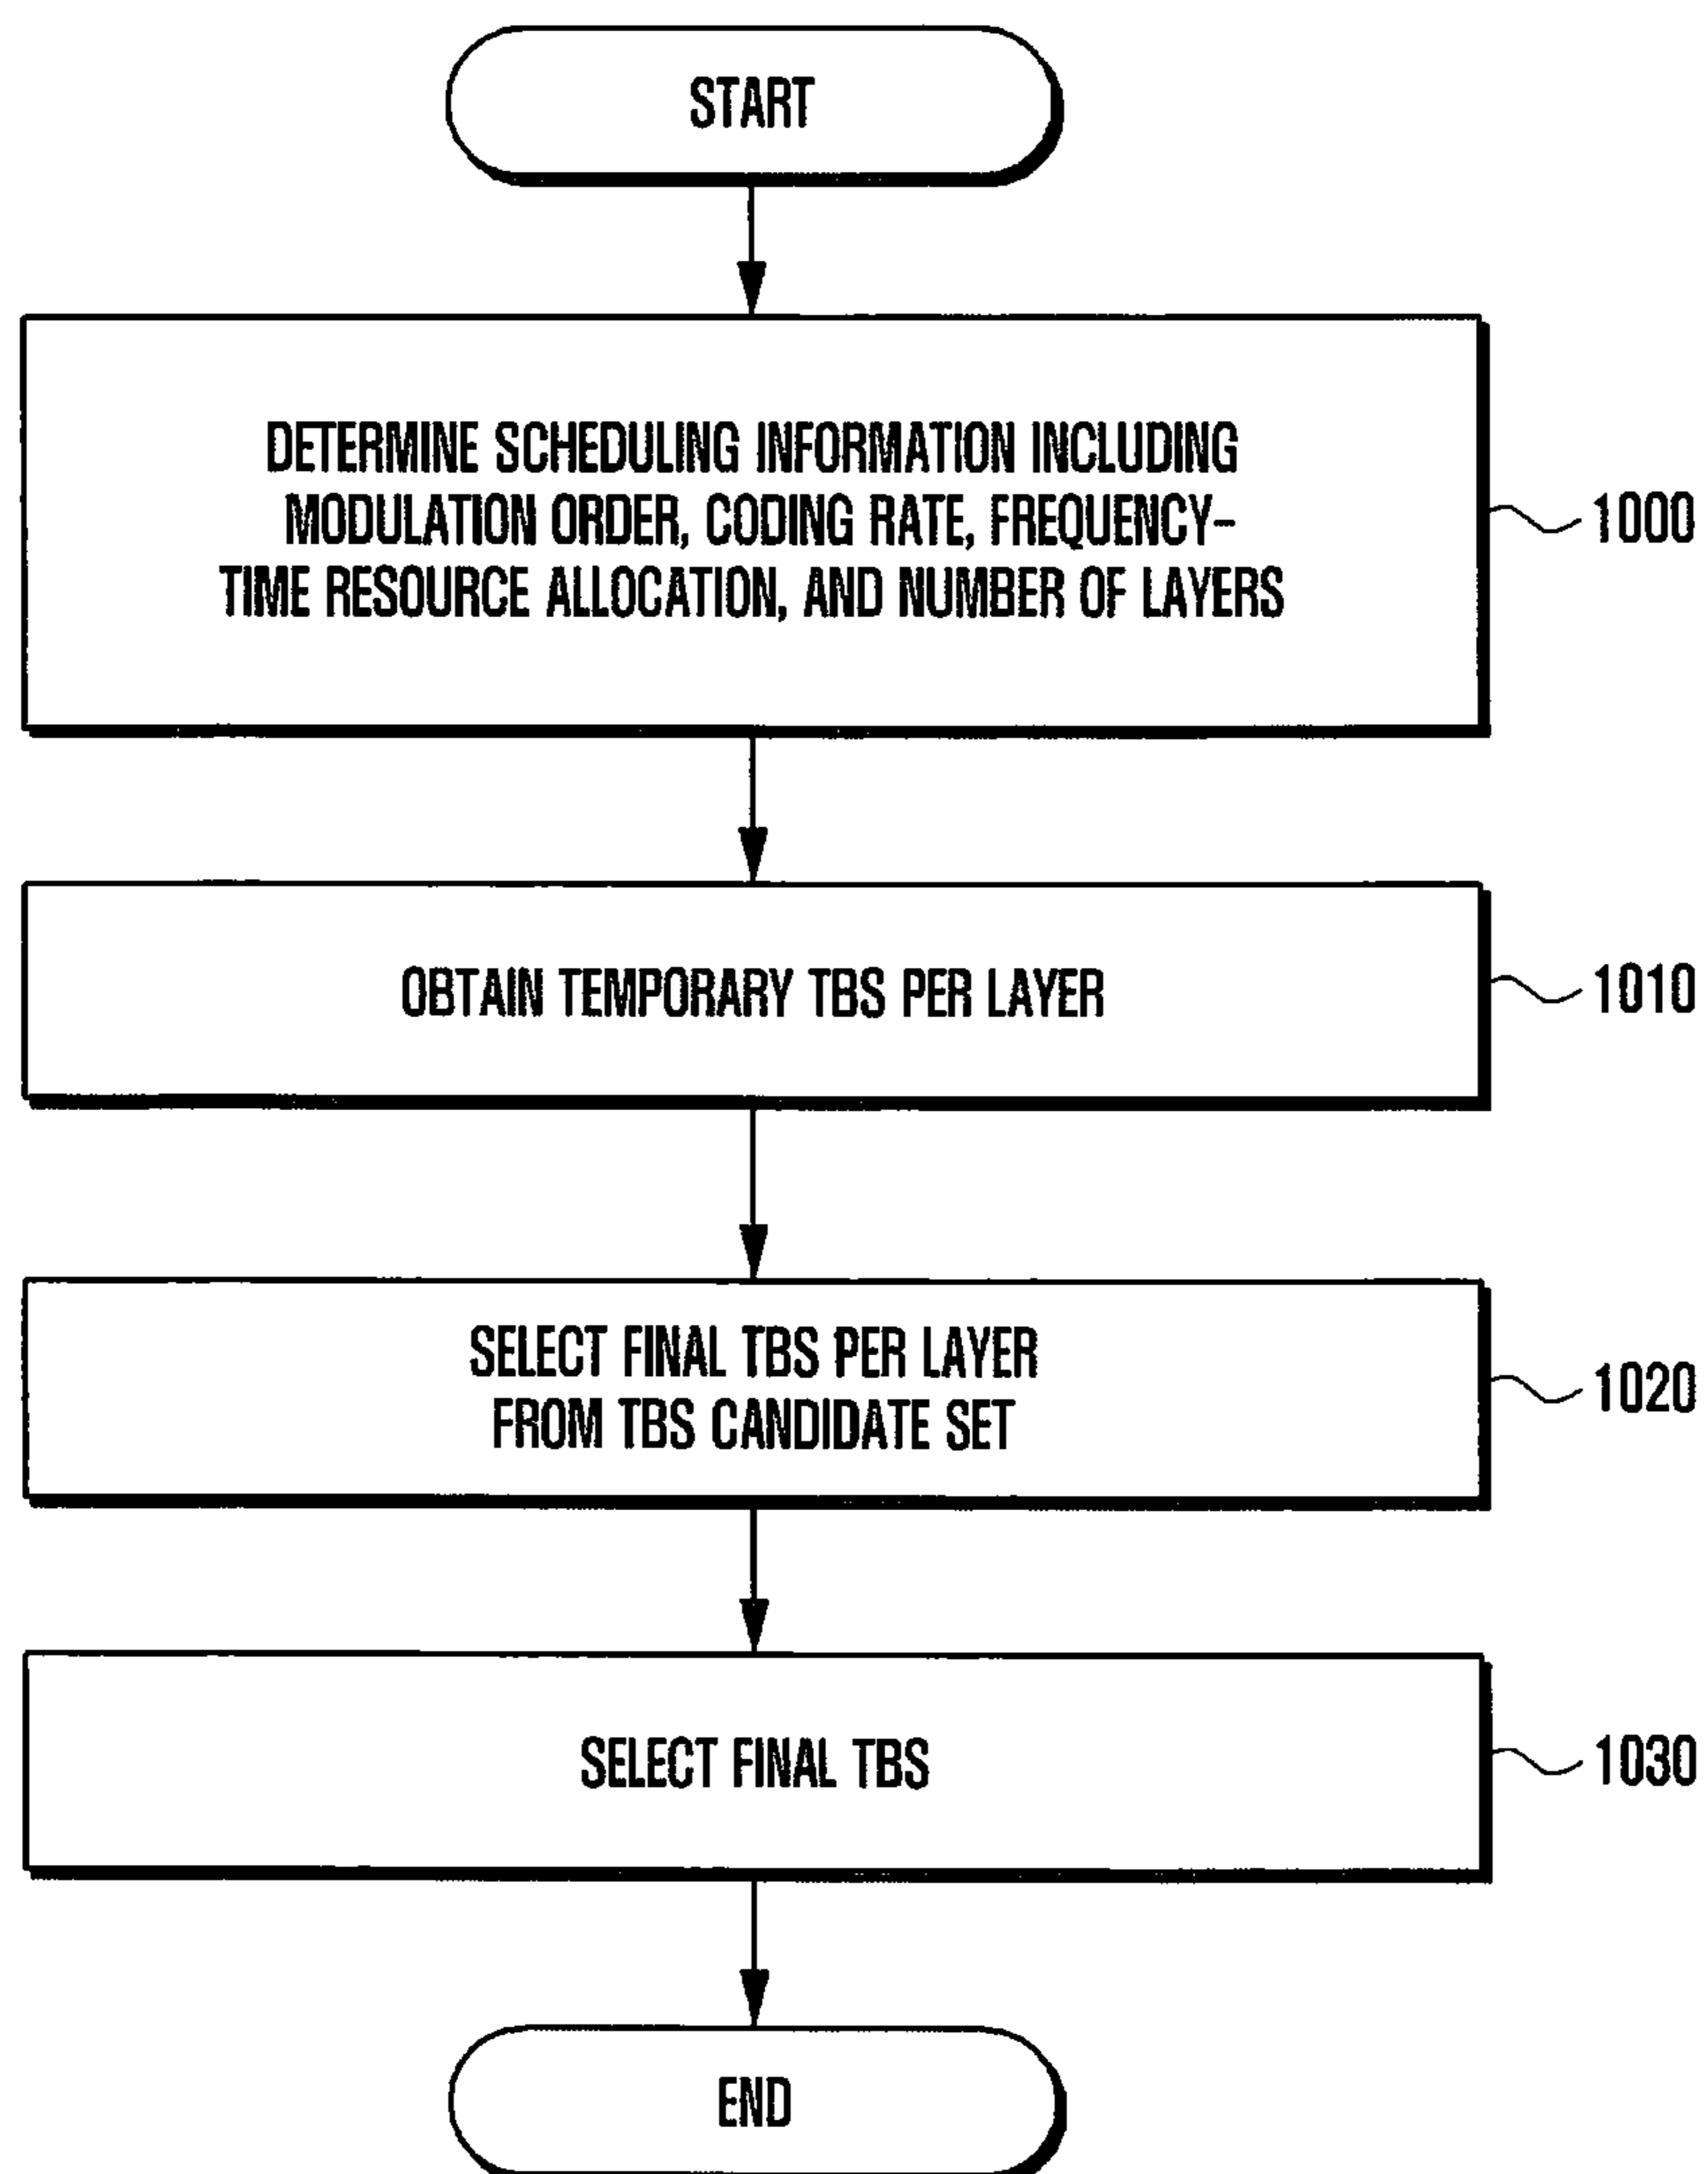 START
DETERMINE SCHEDULING INFORMATION INCLUDING
MODULATION ORDER, CODING RATE, FREQUENCY-
TIME RESOURCE ALLOCATION, AND NUMBER OF LAYERS
1000
OBTAIN TEMPORARY TBS PER LAYER
1010
SELECT FINAL TBS PER LAYER
FROM TBS CANDIDATE SET
1020
SELECT FINAL TBS
1030
END